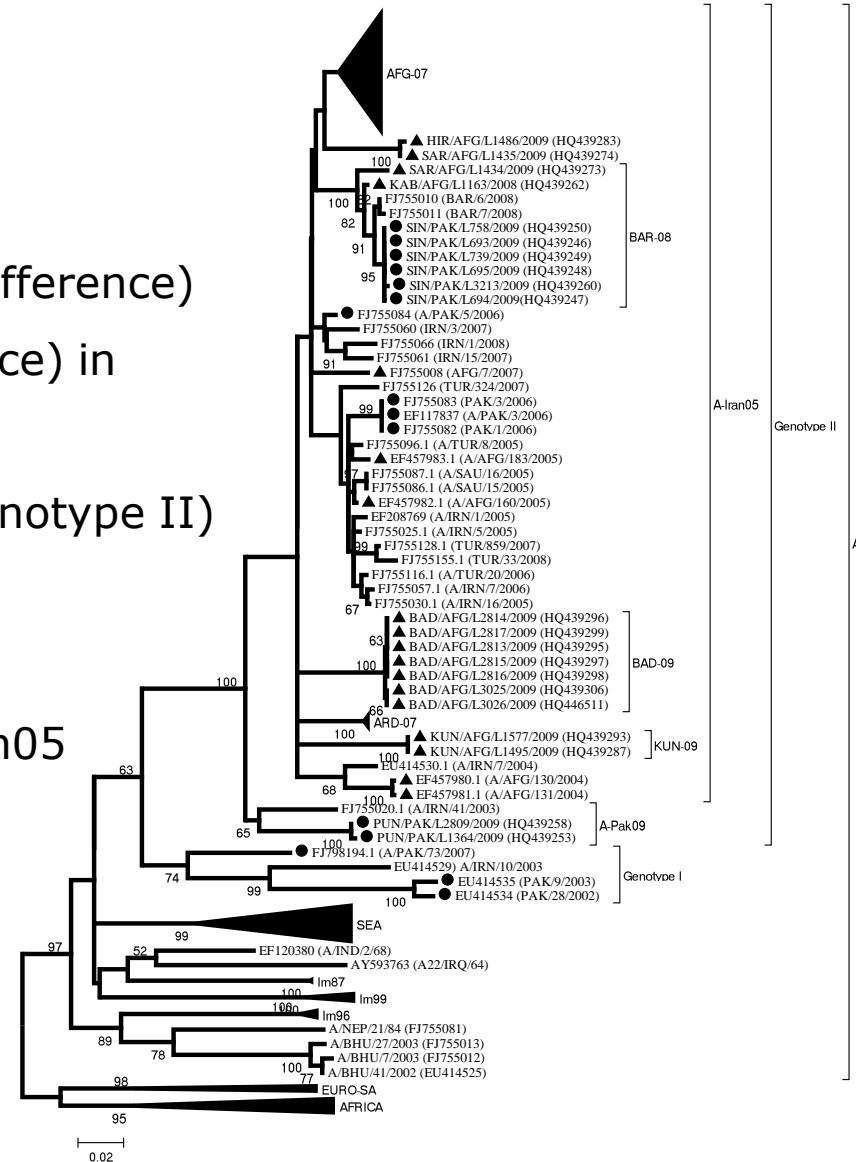 fference)
ce) in
notype II)
n05
AFG-07
HIR/AFG/L1486/2009 (HQ439283)
SAR/AFG/L1435/2009 (HQ439274)
100
SAR/AFG/L1434/2009 (HQ439273)
KAB/AFG/L1163/2008 (HQ439262)
FJ755010 (BAR/6/2008)
100
FJ755011 (BAR/7/2008)
82
SIN/PAK/L758/2009 (HQ439250)
BAR-08
SIN/PAK/L693/2009 (HQ439246)
91
SIN/PAK/L739/2009 (HQ439249)
SIN/PAK/L695/2009 (HQ439248)
95
SIN/PAK/L3213/2009 (HQ439260)
SIN/PAK/L694/2009(HQ439247)
FJ755084 (A/PAK/5/2006)
FJ755060 (IRN/3/2007)
FJ755066 (IRN/1/2008)
FJ755061 (IRN/15/2007)
91
FJ755008 (AFG/7/2007)
FJ755126 (TUR/324/2007)
FJ755083 (PAK/3/2006)
A-Iran05
99
EF117837 (A/PAK/3/2006)
FJ755082 (PAK/1/2006)
Genotype II
FJ755096.1 (A/TUR/8/2005)
EF457983.1 (A/AFG/183/2005)
97
FJ755087.1 (A/SAU/16/2005)
FJ755086.1 (A/SAU/15/2005)
EF457982.1 (A/AFG/160/2005)
EF208769 (A/IRN/1/2005)
FJ755025.1 (A/IRN/5/2005)
A
99
FJ755128.1 (TUR/859/2007)
FJ755155.1 (TUR/33/2008)
FJ755116.1 (A/TUR/20/2006)
FJ755057.1 (A/IRN/7/2006)
FJ755030.1 (A/IRN/16/2005)
67
BAD/AFG/L2814/2009 (HQ439296)
BAD/AFG/L2817/2009 (HQ439299)
63
BAD/AFG/L2813/2009 (HQ439295)
BAD/AFG/L2815/2009 (HQ439297)
BAD-09
100
BAD/AFG/L2816/2009 (HQ439298)
BAD/AFG/L3025/2009 (HQ439306)
BAD/AFG/L3026/2009 (HQ446511)
66
ARD-07
100
100
KUN/AFG/L1577/2009 (HQ439293)
KUN-09
KUN/AFG/L1495/2009 (HQ439287)
100
EU414530.1 (A/IRN/7/2004)
63
EF457980.1 (A/AFG/130/2004)
68
EF457981.1 (A/AFG/131/2004)
100
FJ755020.1 (A/IRN/41/2003)
PUN/PAK/L2809/2009 (HQ439258)
A-Pak09
65
PUN/PAK/L1364/2009 (HQ439253)
100
FJ798194.1 (A/PAK/73/2007)
EU414529) A/IRN/10/2003
74
Genotype I
EU414535 (PAK/9/2003)
99
EU414534 (PAK/28/2002)
100
SEA
99
97
52
EF120380 (A/IND/2/68)
AY593763 (A22/IRQ/64)
Im87
100
Im99
100
Im96
A/NEP/21/84 (FJ755081)
89
A/BHU/27/2003 (FJ755013)
78
A/BHU/7/2003 (FJ755012)
100
A/BHU/41/2002 (EU414525)
77
98
EURO-SA
AFRICA
95
0.02